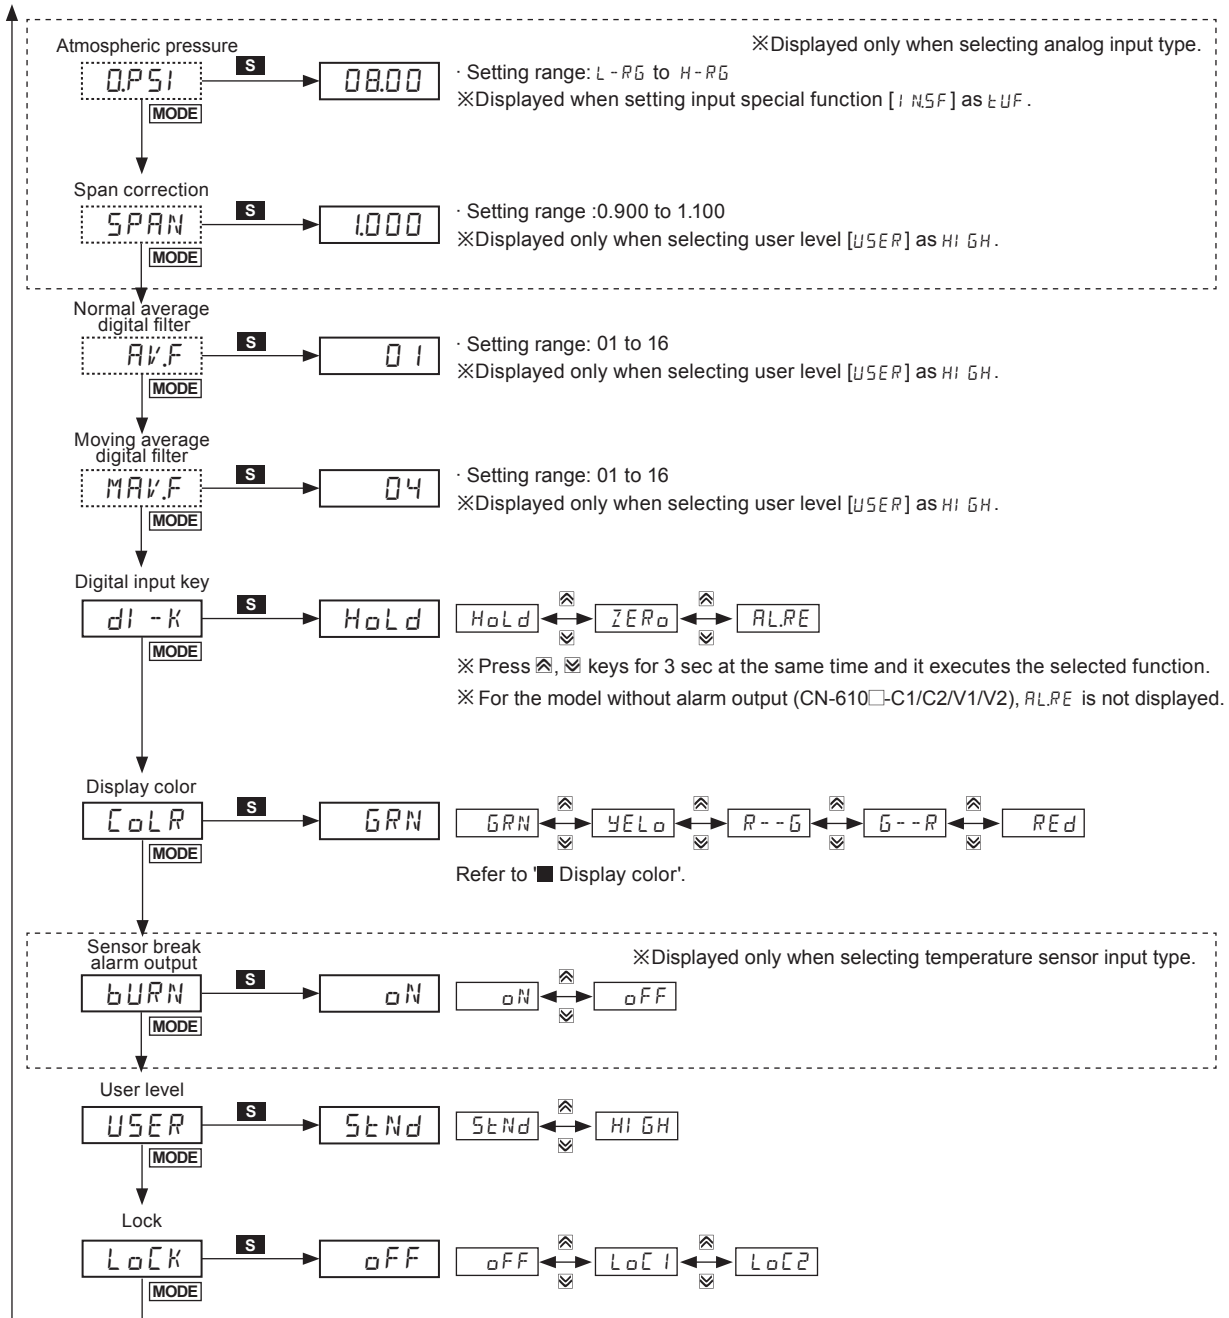 Atmospheric pressure
※Displayed only when selecting analog input type.
O.PSI S 08.00 · Setting range: L-RG to H-RG
MODE
※Displayed when setting input special function [IN.SF] as tUF.
Span correction
SPAN S 1.000 · Setting range :0.900 to 1.100
MODE
※Displayed only when selecting user level [USER] as HIGH.
Normal average
digital filter
AV.F S 01 · Setting range: 01 to 16
MODE
※Displayed only when selecting user level [USER] as HIGH.
Moving average
digital filter
MAV.F S 04 · Setting range: 01 to 16
MODE
※Displayed only when selecting user level [USER] as HIGH.
Digital input key
dI-K S HoLd HoLd ZERo AL.RE
MODE
※ Press , keys for 3 sec at the same time and it executes the selected function.
※ For the model without alarm output (CN-610□-C1/C2/V1/V2), AL.RE is not displayed.
Display color
CoLR S GRN GRN YELo R--G G--R REd
MODE
Refer to '■ Display color'.
Sensor break
alarm output
※Displayed only when selecting temperature sensor input type.
bURN S oN oN oFF
MODE
User level
USER S StNd StNd HIGH
MODE
Lock
LoCK S oFF oFF LoC1 LoC2
MODE